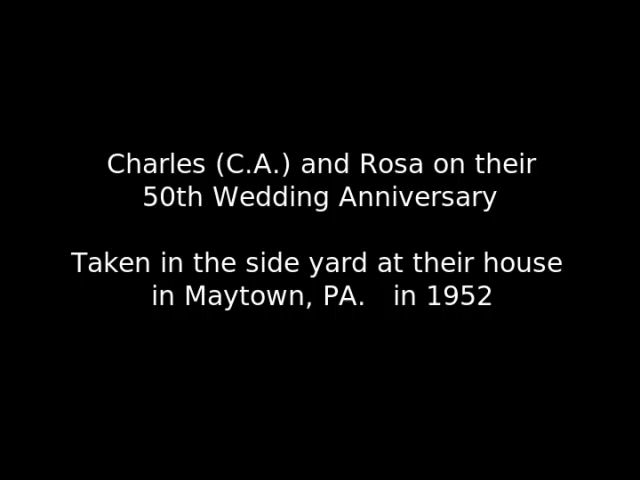 Charles (C.A.) and Rosa on their
50th Wedding Anniversary
Taken in the side yard at their house
in Maytown, PA.   in 1952